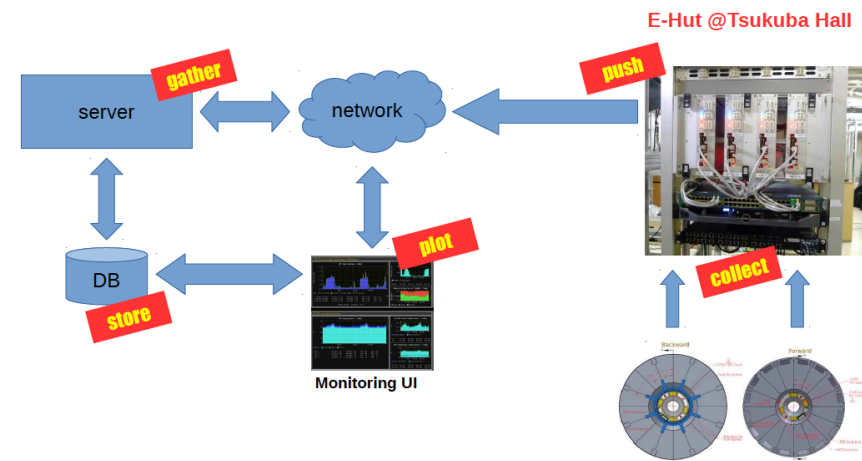 E-Hut @Tsukuba Hall
gather
push
server
network
plot
collect
DB
store
Monitoring UI
Backward
Forward